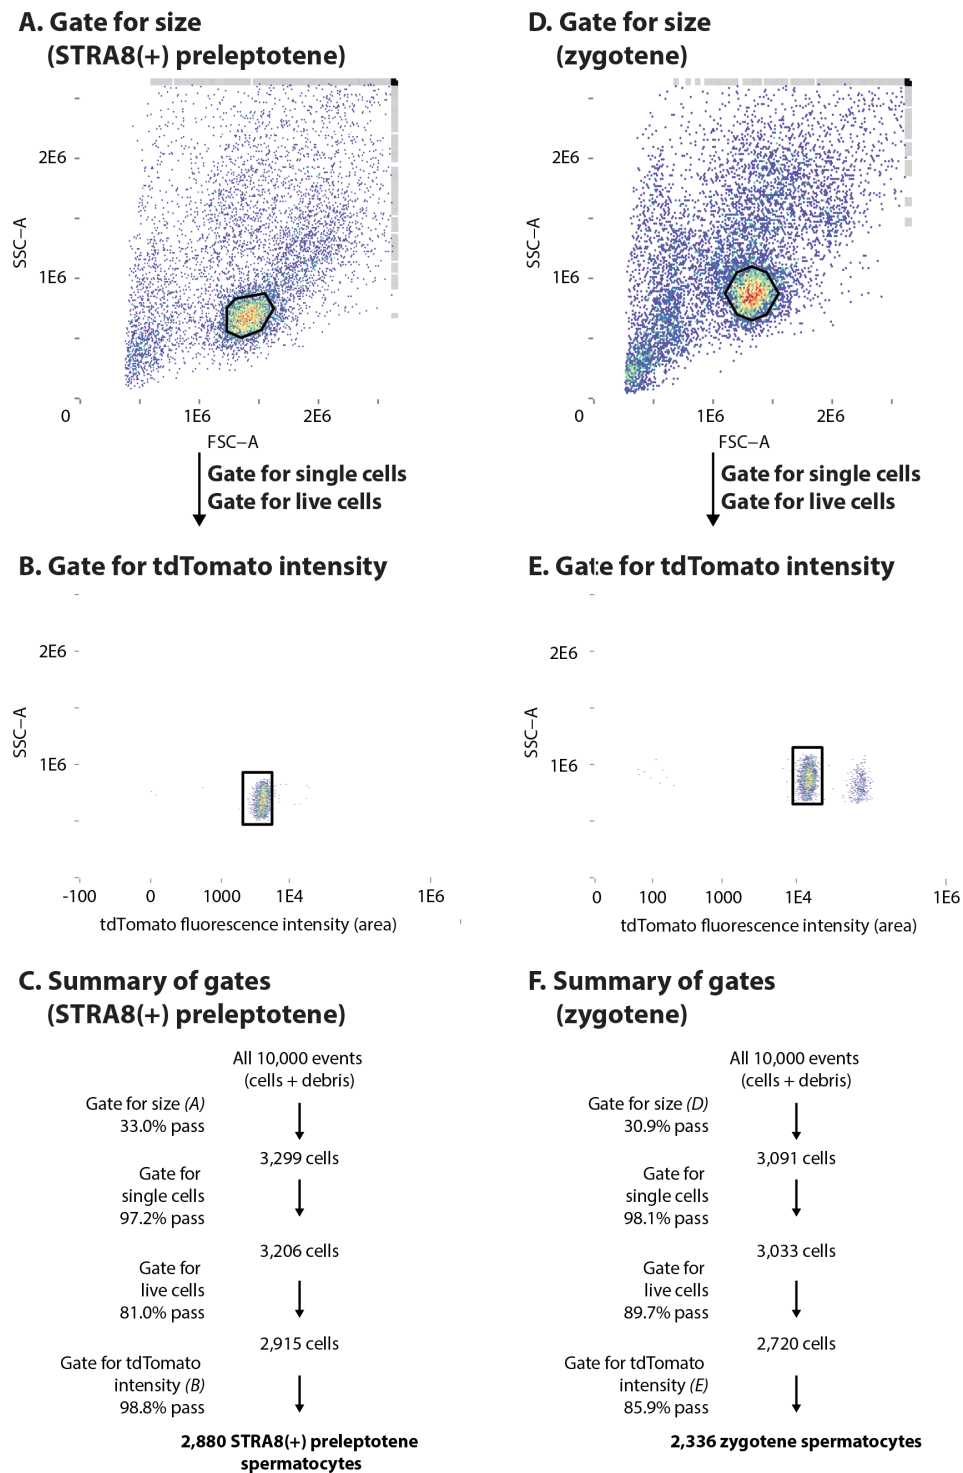 A. Gate for size
(STRA8(+) preleptotene)
SSC–A
2E6
1E6
0
1E6
2E6
FSC–A
Gate for single cells
Gate for live cells
B. Gate for tdTomato intensity
SSC–A
2E6
1E6
-100
0
1000
1E4
1E6
tdTomato fluorescence intensity (area)
C. Summary of gates
(STRA8(+) preleptotene)
All 10,000 events
(cells + debris)
Gate for size (A)
33.0% pass
3,299 cells
Gate for
single cells
97.2% pass
3,206 cells
Gate for
live cells
81.0% pass
2,915 cells
Gate for tdTomato
intensity (B)
98.8% pass
2,880 STRA8(+) preleptotene
spermatocytes
D. Gate for size
(zygotene)
SSC–A
2E6
1E6
0
1E6
2E6
FSC–A
Gate for single cells
Gate for live cells
E. Gate for tdTomato intensity
SSC–A
2E6
1E6
0
100
1000
1E4
1E6
tdTomato fluorescence intensity (area)
F. Summary of gates
(zygotene)
All 10,000 events
(cells + debris)
Gate for size (D)
30.9% pass
3,091 cells
Gate for
single cells
98.1% pass
3,033 cells
Gate for
live cells
89.7% pass
2,720 cells
Gate for tdTomato
intensity (E)
85.9% pass
2,336 zygotene spermatocytes